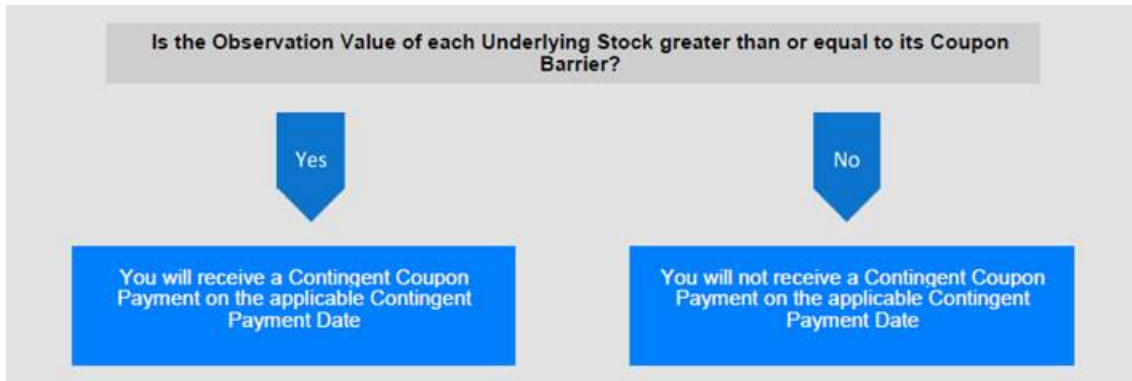 Is the Observation Value of each Underlying Stock greater than or equal to its Coupon
Barrier?
Yes
No
You will receive a Contingent Coupon
Payment on the applicable Contingent
Payment Date
You will not receive a Contingent Coupon
Payment on the applicable Contingent
Payment Date